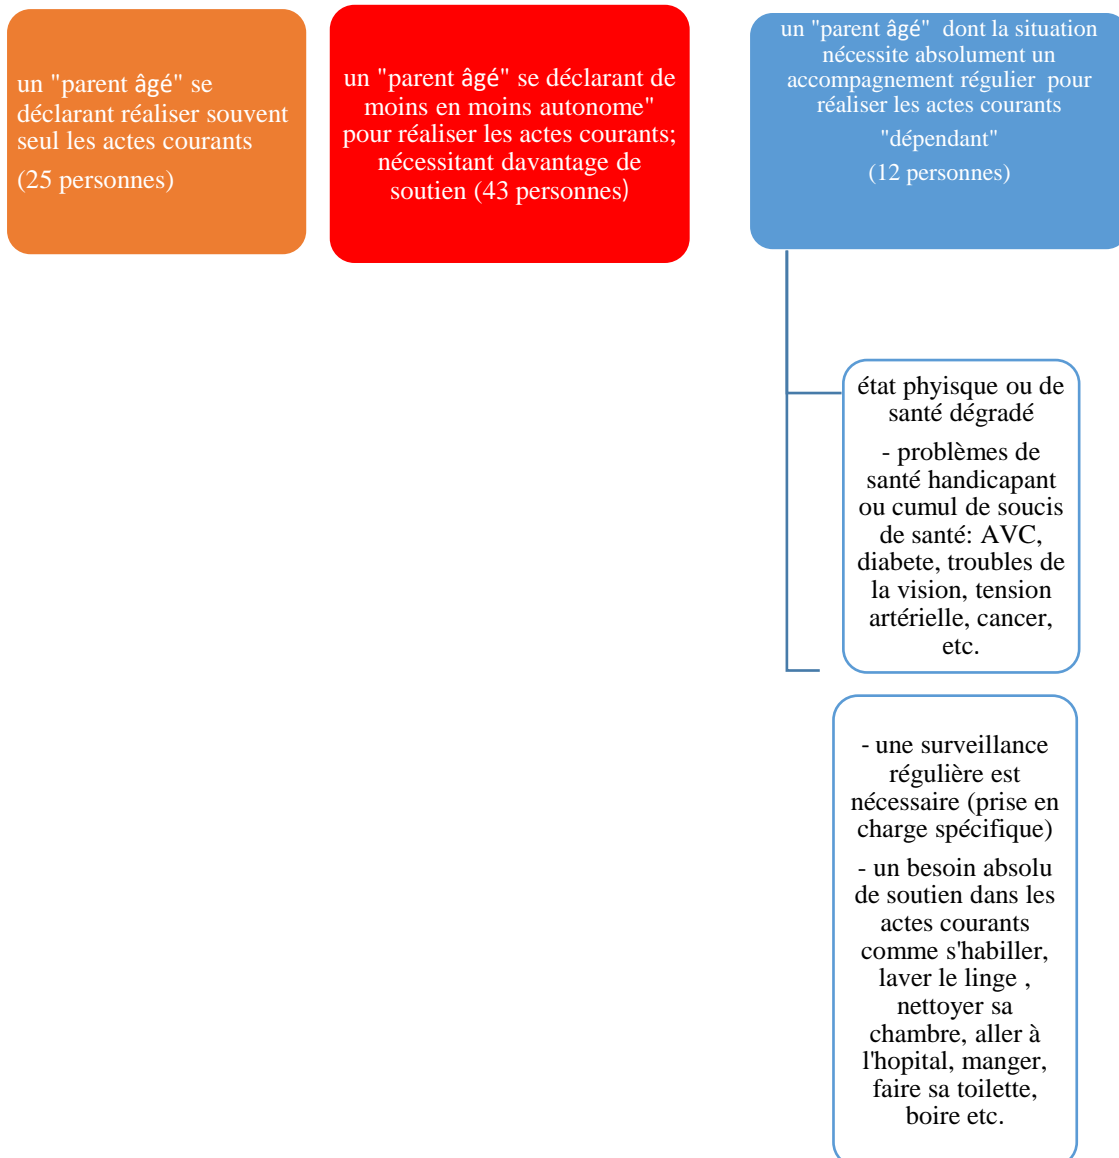 un "parent âgé" se
déclarant réaliser souvent
seul les actes courants
(25 personnes)
un "parent âgé" se déclarant de
moins en moins autonome"
pour réaliser les actes courants;
nécessitant davantage de
soutien (43 personnes)
un "parent âgé" dont la situation
nécessite absolument un
accompagnement régulier pour
réaliser les actes courants
"dépendant"
(12 personnes)
état phyisque ou de
santé dégradé
- problèmes de
santé handicapant
ou cumul de soucis
de santé: AVC,
diabete, troubles de
la vision, tension
artérielle, cancer,
etc.
- une surveillance
régulière est
nécessaire (prise en
charge spécifique)
- un besoin absolu
de soutien dans les
actes courants
comme s'habiller,
laver le linge ,
nettoyer sa
chambre, aller à
l'hopital, manger,
faire sa toilette,
boire etc.